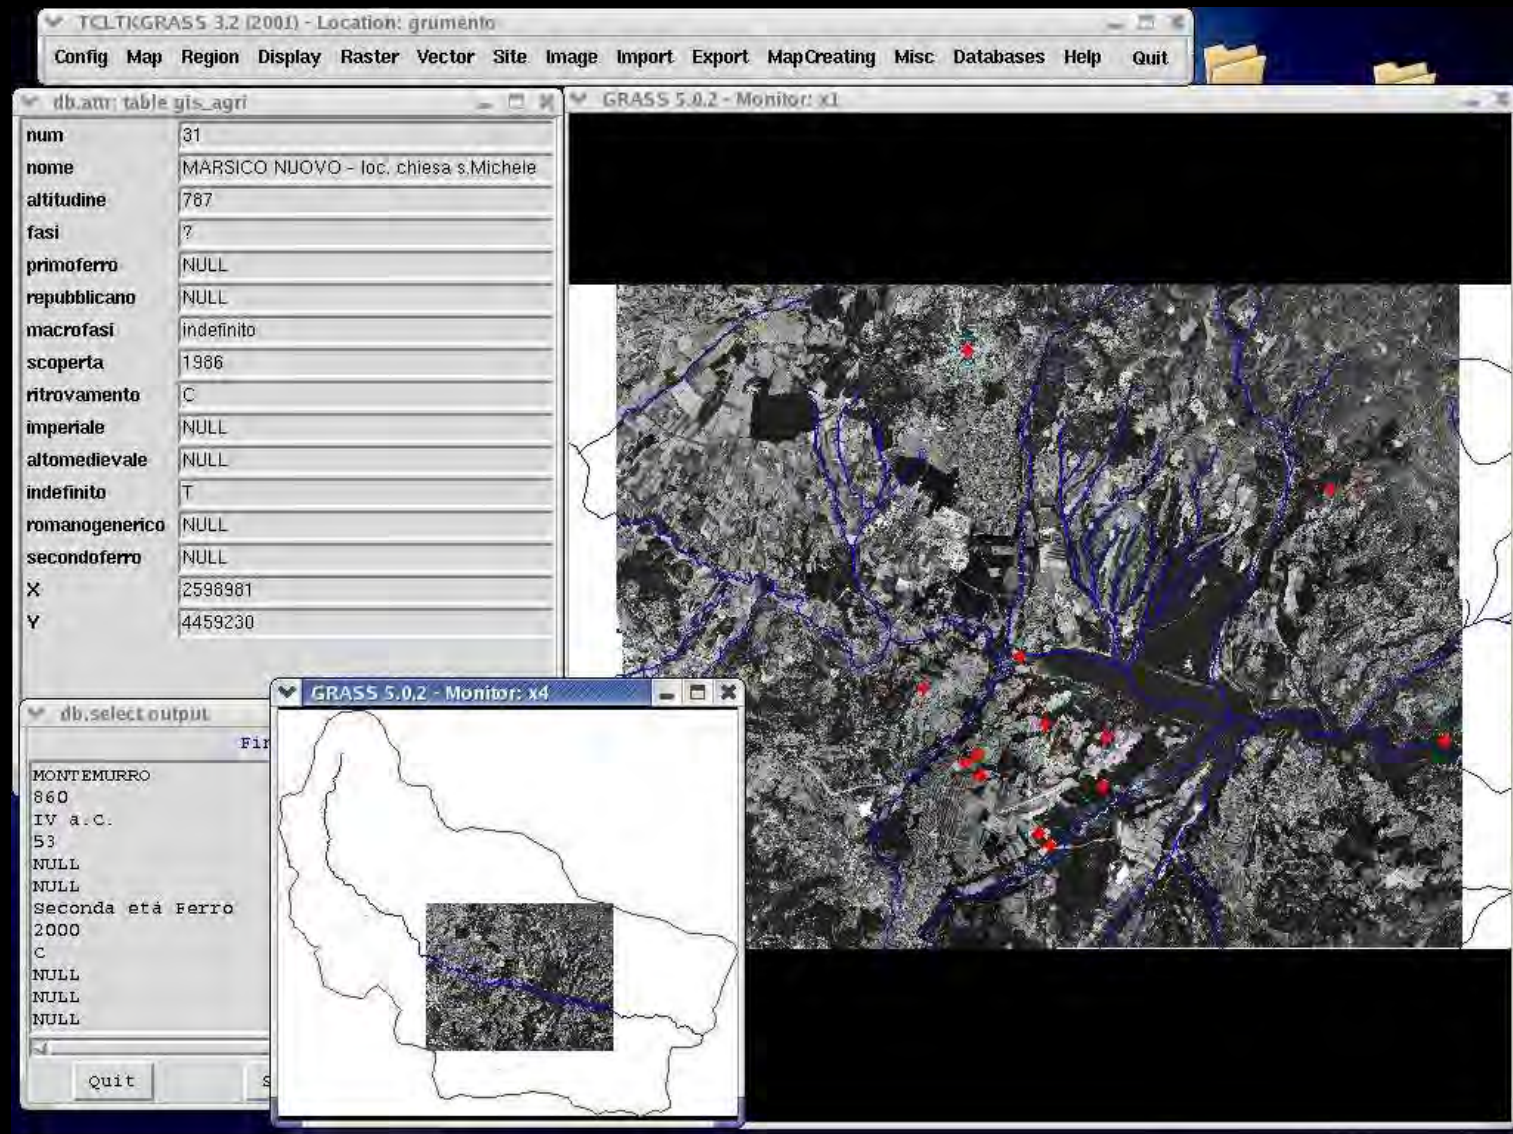 TCLTKGRASS 3.2 (2001) - Location: grumento
Config Map Region Display Raster Vector Site Image Import Export MapCreating Misc Databases Help Quit
db.attr: table gis_agri
num 31
nome MARSICO NUOVO - loc. chiesa s.Michele
altitudine 787
fasi ?
primoferro NULL
repubblicano NULL
macrofasi indefinito
scoperta 1986
ritrovamento C
imperiale NULL
altomedievale NULL
indefinito T
romanogenerico NULL
secondoferro NULL
X 2598981
Y 4459230
GRASS 5.0.2 - Monitor: x1
db.select output
Fir
MONTEMURRO
860
IV a.C.
53
NULL
NULL
Seconda etá Ferro
2000
C
NULL
NULL
NULL
Quit S
GRASS 5.0.2 - Monitor: x4